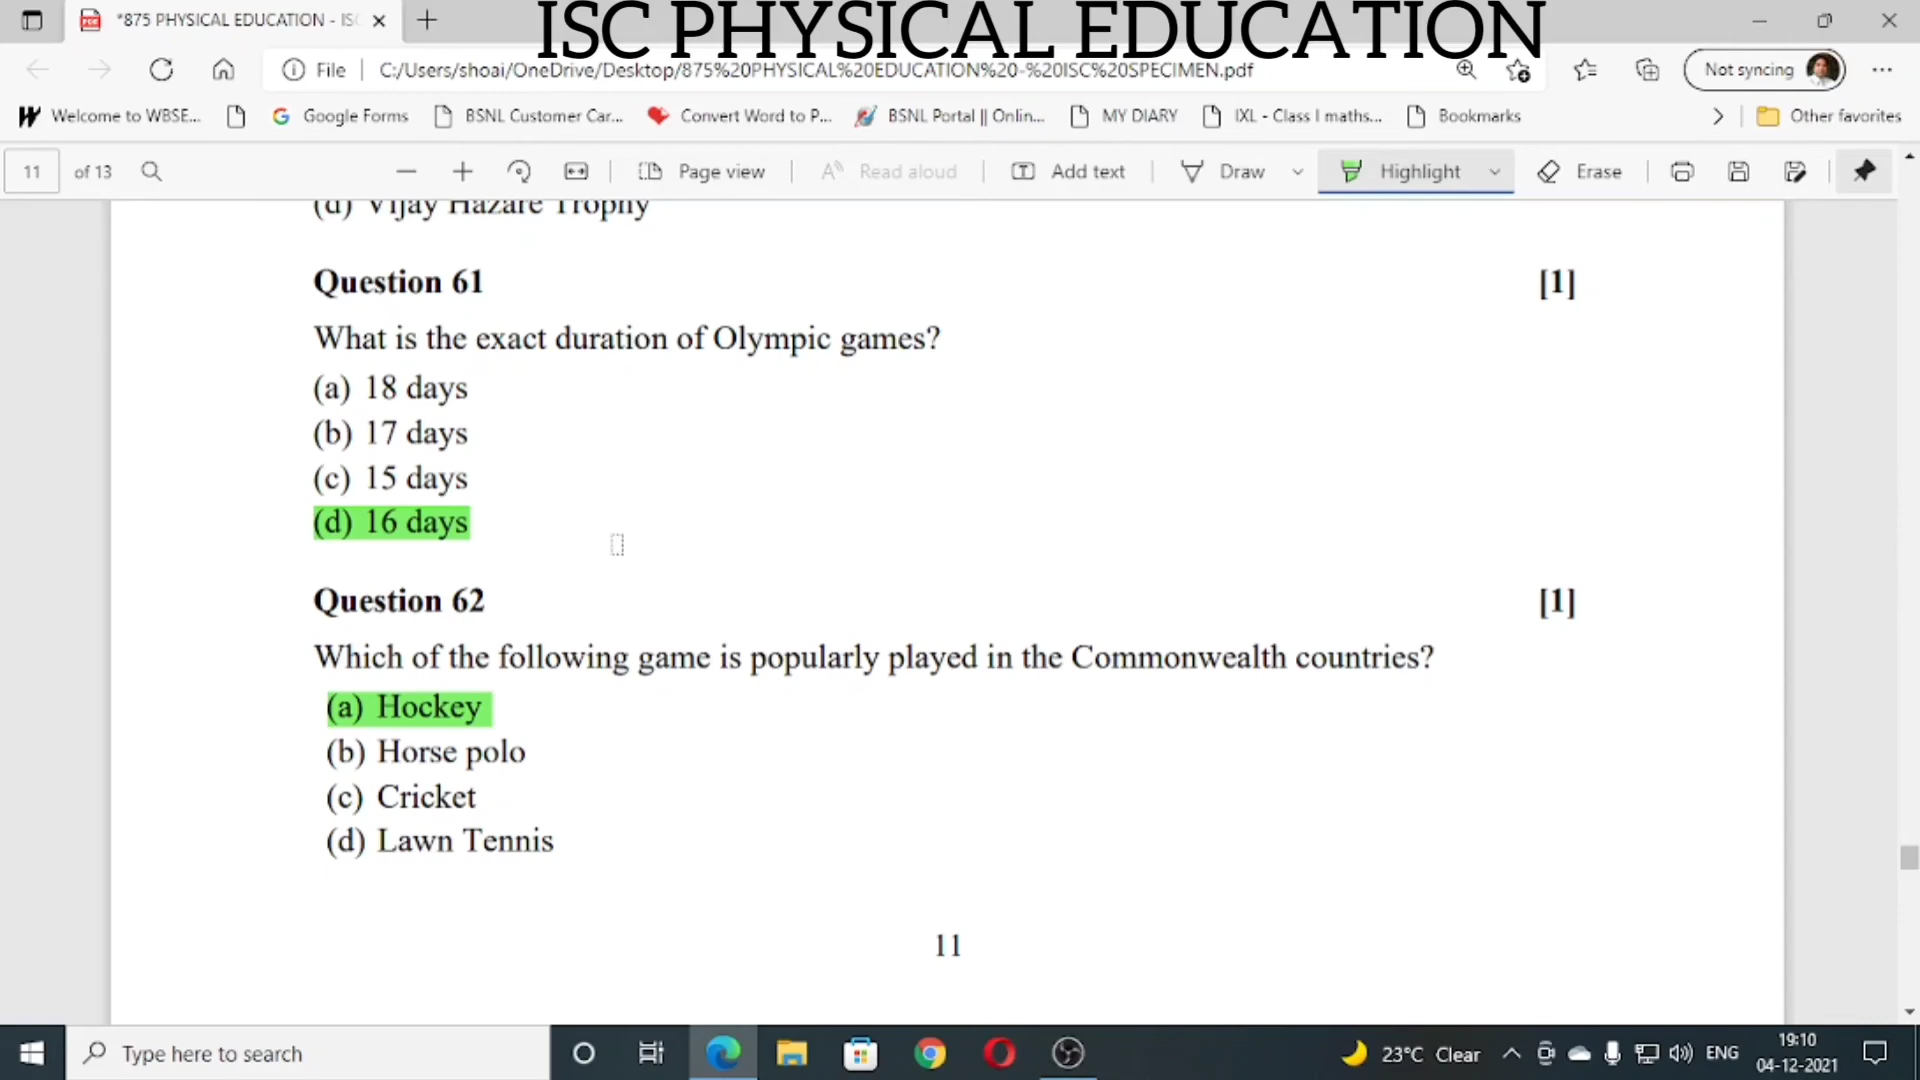 *875 PHYSICAL EDUCATION - ISC
ISC PHYSICAL EDUCATION
File
C:/Users/shoai/OneDrive/Desktop/875%20PHYSICAL%20EDUCATION%20-%20ISC%20SPECIMEN.pdf
Not syncing
Welcome to WBSE...
Google Forms
BSNL Customer Car...
Convert Word to P...
BSNL Portal || Onlin...
MY DIARY
IXL - Class I maths...
Bookmarks
Other favorites
11 of 13
Page view
Read aloud
Add text
Draw
Highlight
Erase
(d) Vijay Hazare Trophy
Question 61 [1]
What is the exact duration of Olympic games?
(a) 18 days
(b) 17 days
(c) 15 days
(d) 16 days
Question 62 [1]
Which of the following game is popularly played in the Commonwealth countries?
(a) Hockey
(b) Horse polo
(c) Cricket
(d) Lawn Tennis
11
Type here to search
23°C Clear
ENG
19:10
04-12-2021